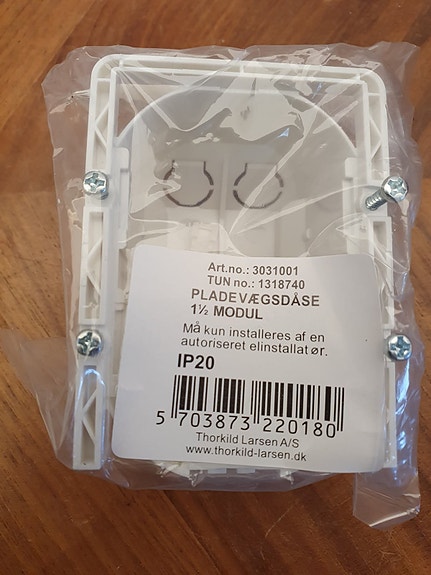 Art.no.: 3031001
TUN no.: 1318740
PLADEVÆGSDÅSE
1½ MODUL
Må kun installeres af en
autoriseret elinstallatør.
IP20
5 703873 220180
Thorkild Larsen A/S
www.thorkild-larsen.dk